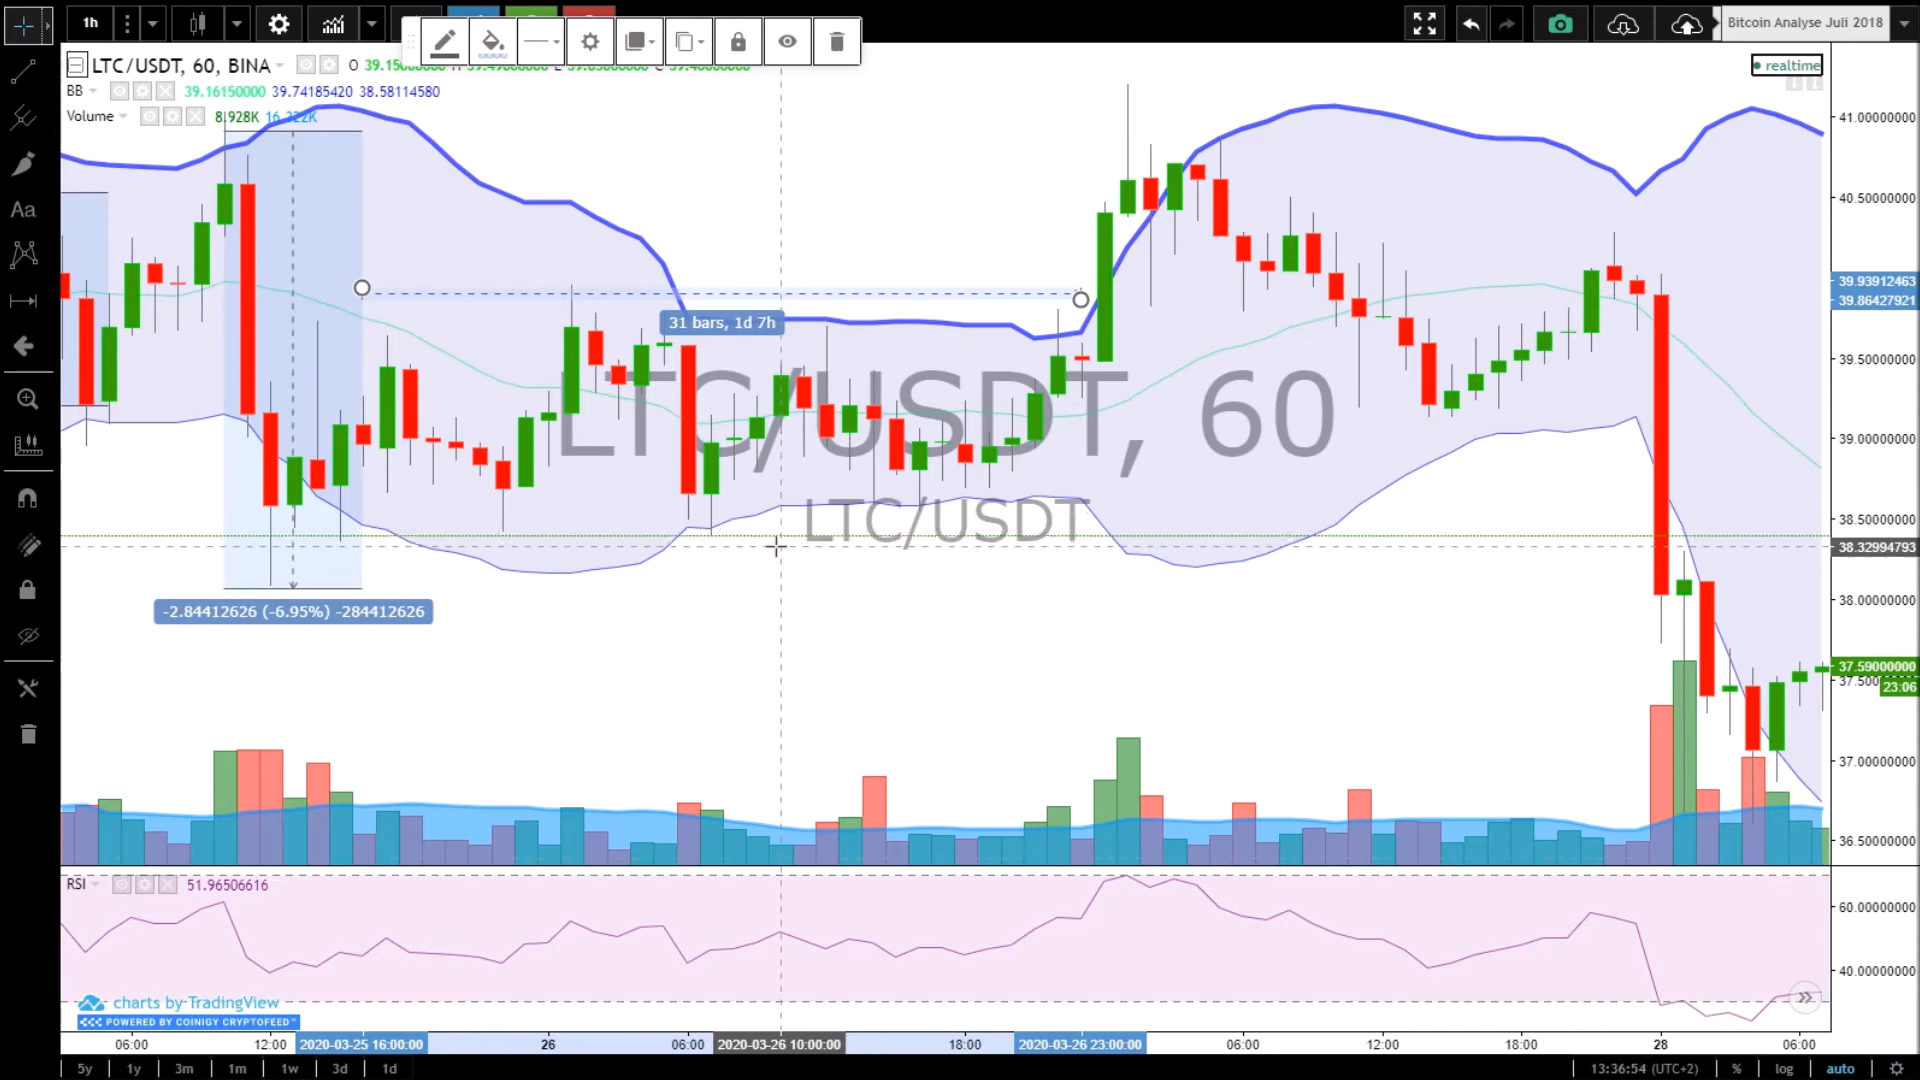 1h
Bitcoin Analyse Juli 2018
LTC/USDT, 60, BINA
realtime
BB 39.16150000 39.74185420 38.58114580
Volume 8.928K 16.322K
Aa
31 bars, 1d 7h
-2.84412626 (-6.95%) -284412626
LTC/USDT, 60
LTC/USDT
41.00000000
40.50000000
39.93912463
39.86427921
39.50000000
39.00000000
38.50000000
38.32994793
38.00000000
37.59000000
23:06
37.00000000
36.50000000
RSI 51.96506616
60.00000000
40.00000000
charts by TradingView
POWERED BY COINIGY CRYPTOFEED™
06:00 12:00 2020-03-25 16:00:00 26 06:00 2020-03-26 10:00:00 18:00 2020-03-26 23:00:00 06:00 12:00 18:00 28 06:00
5y 1y 3m 1m 1w 3d 1d 13:36:54 (UTC+2) % log auto